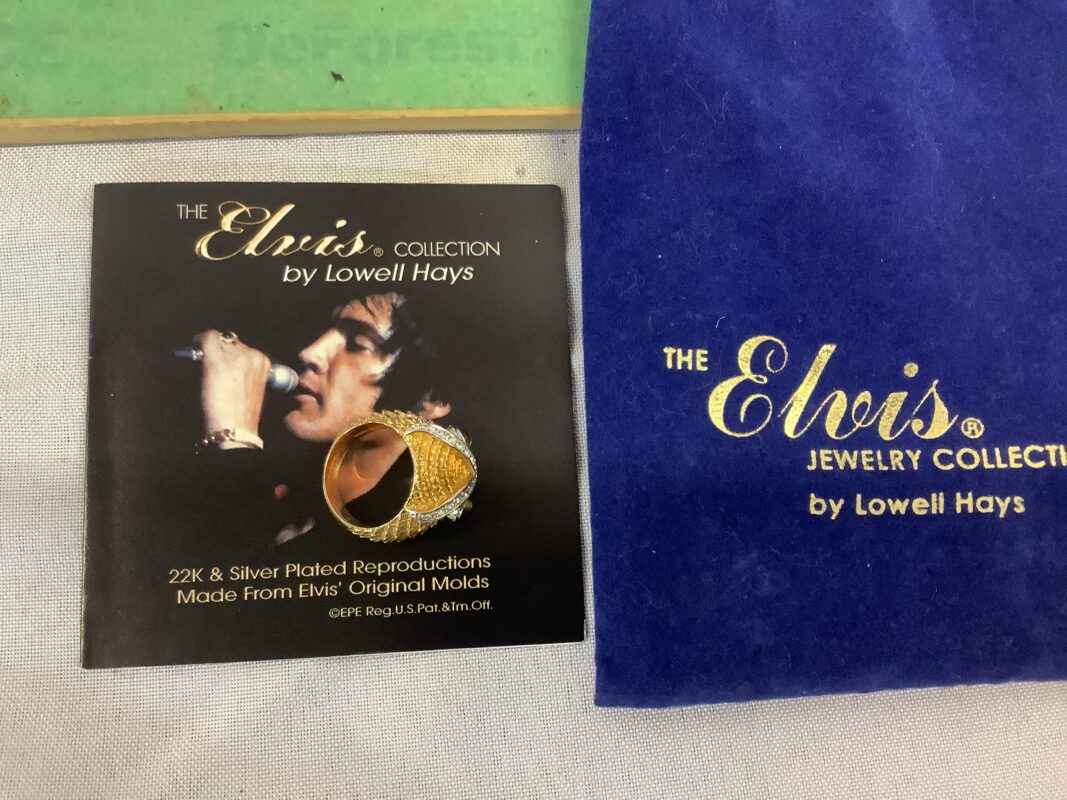 THE Elvis® COLLECTION
by Lowell Hays
22K & Silver Plated Reproductions
Made From Elvis' Original Molds
©EPE Reg.U.S.Pat.&Tm.Off.
THE Elvis®
JEWELRY COLLECTI
by Lowell Hays